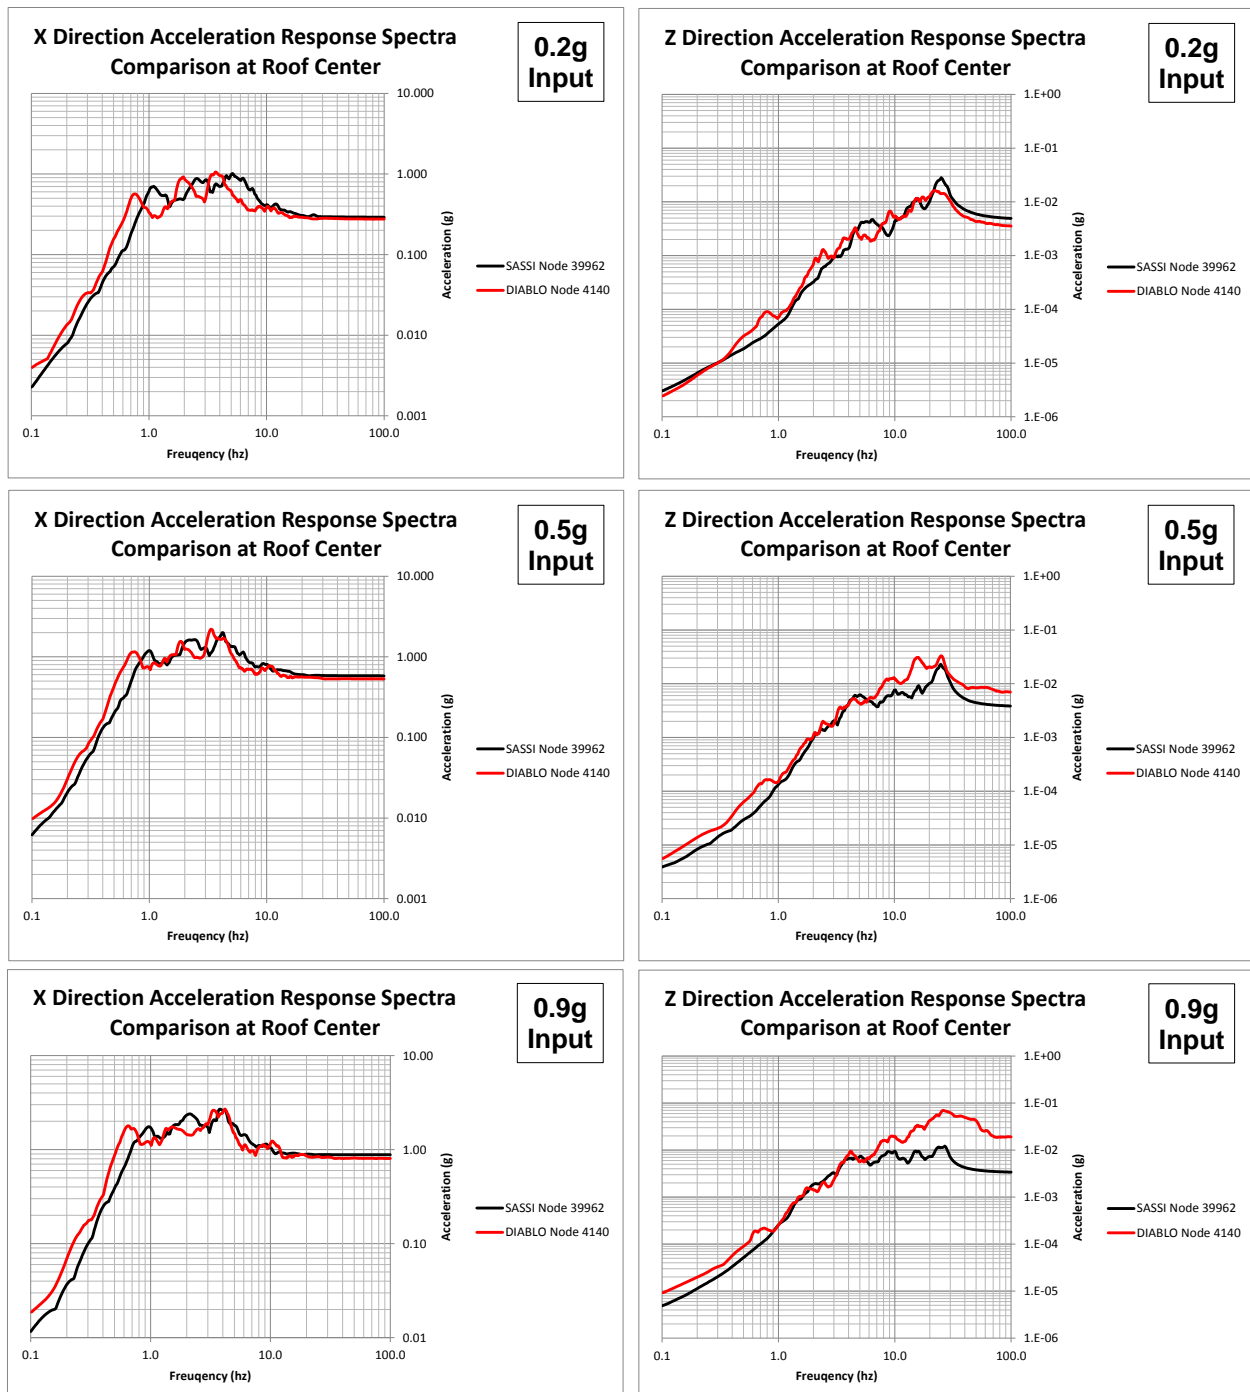 X Direction Acceleration Response Spectra
Comparison at Roof Center
0.2g
Input
10.000
1.000
0.100
0.010
0.001
Acceleration (g)
0.1
1.0
10.0
100.0
Freuqency (hz)
SASSI Node 39962
DIABLO Node 4140
Z Direction Acceleration Response Spectra
Comparison at Roof Center
0.2g
Input
1.E+00
1.E-01
1.E-02
1.E-03
1.E-04
1.E-05
1.E-06
Acceleration (g)
0.1
1.0
10.0
100.0
Freuqency (hz)
SASSI Node 39962
DIABLO Node 4140
X Direction Acceleration Response Spectra
Comparison at Roof Center
0.5g
Input
10.000
1.000
0.100
0.010
0.001
Acceleration (g)
0.1
1.0
10.0
100.0
Freuqency (hz)
SASSI Node 39962
DIABLO Node 4140
Z Direction Acceleration Response Spectra
Comparison at Roof Center
0.5g
Input
1.E+00
1.E-01
1.E-02
1.E-03
1.E-04
1.E-05
1.E-06
Acceleration (g)
0.1
1.0
10.0
100.0
Freuqency (hz)
SASSI Node 39962
DIABLO Node 4140
X Direction Acceleration Response Spectra
Comparison at Roof Center
0.9g
Input
10.00
1.00
0.10
0.01
Acceleration (g)
0.1
1.0
10.0
100.0
Freuqency (hz)
SASSI Node 39962
DIABLO Node 4140
Z Direction Acceleration Response Spectra
Comparison at Roof Center
0.9g
Input
1.E+00
1.E-01
1.E-02
1.E-03
1.E-04
1.E-05
1.E-06
Acceleration (g)
0.1
1.0
10.0
100.0
Freuqency (hz)
SASSI Node 39962
DIABLO Node 4140